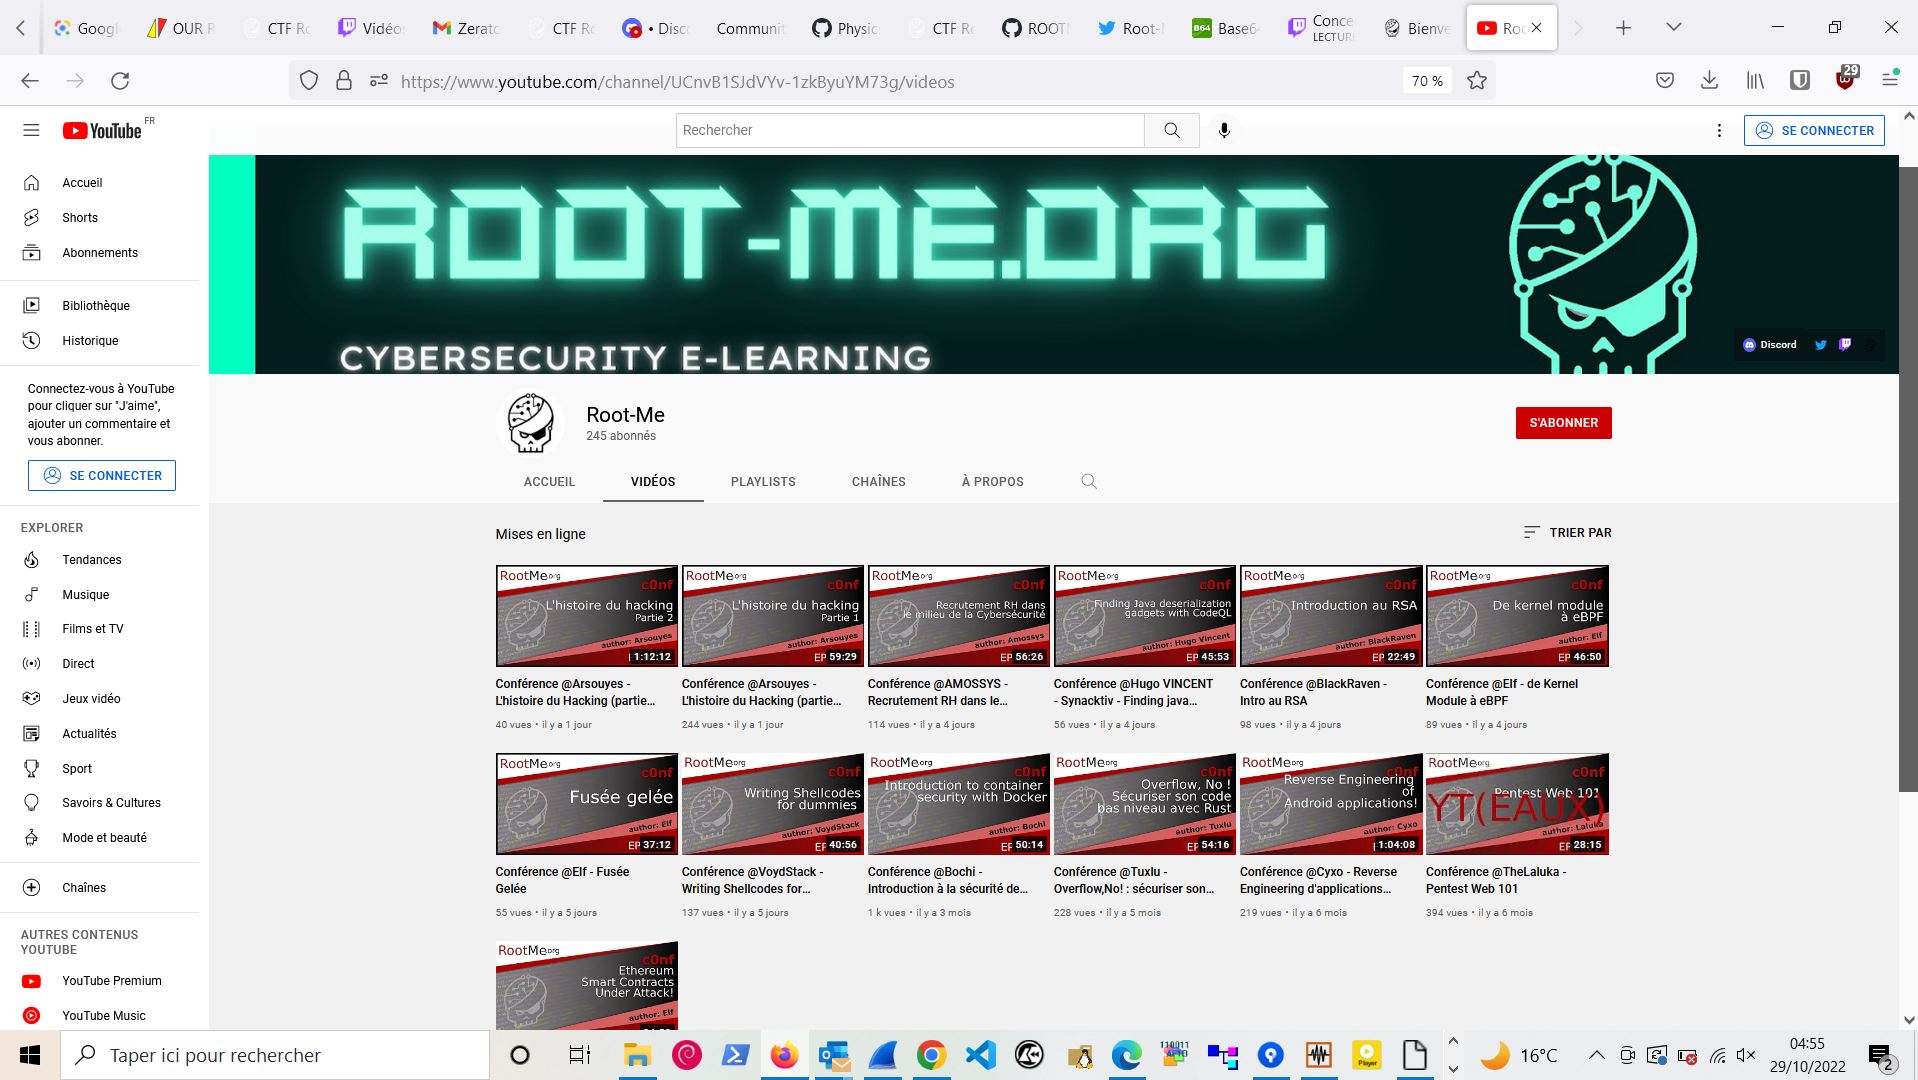 Googl
OUR R
CTF Ro
Vidéos
Zerato
CTF Ro
• Disco
Communit
Physic
CTF Ro
ROOT
Root-
B64
Base6
Conce
LECTURE
Bienve
Roo
https://www.youtube.com/channel/UCnvB1SJdVYv-1zkByuYM73g/videos
70 %
29
YouTube
FR
Rechercher
SE CONNECTER
Accueil
Shorts
Abonnements
Bibliothèque
Historique
Connectez-vous à YouTube
pour cliquer sur "J'aime",
ajouter un commentaire et
vous abonner.
SE CONNECTER
EXPLORER
Tendances
Musique
Films et TV
Direct
Jeux vidéo
Actualités
Sport
Savoirs & Cultures
Mode et beauté
Chaînes
AUTRES CONTENUS
YOUTUBE
YouTube Premium
YouTube Music
ROOT-ME.ORG
CYBERSECURITY E-LEARNING
Discord
Root-Me
245 abonnés
S'ABONNER
ACCUEIL
VIDÉOS
PLAYLISTS
CHAÎNES
À PROPOS
Mises en ligne
TRIER PAR
RootMe.org
c0nf
L'histoire du hacking
Partie 2
author: Arsouyes
1:12:12
RootMe.org
c0nf
L'histoire du hacking
Partie 1
author: Arsouyes
EP 59:29
RootMe.org
c0nf
Recrutement RH dans
le milieu de la Cybersécurité
author: Amossys
EP 56:26
RootMe.org
c0nf
Finding Java deserialization
gadgets with CodeQL
author: Hugo Vincent
EP 45:53
RootMe.org
c0nf
Introduction au RSA
author: BlackRaven
EP 22:49
RootMe.org
c0nf
De kernel module
à eBPF
author: Elf
EP 46:50
Conférence @Arsouyes -
L'histoire du Hacking (partie...
40 vues • il y a 1 jour
Conférence @Arsouyes -
L'histoire du Hacking (partie...
244 vues • il y a 1 jour
Conférence @AMOSSYS -
Recrutement RH dans le...
114 vues • il y a 4 jours
Conférence @Hugo VINCENT
- Synacktiv - Finding java...
56 vues • il y a 4 jours
Conférence @BlackRaven -
Intro au RSA
98 vues • il y a 4 jours
Conférence @Elf - de Kernel
Module à eBPF
89 vues • il y a 4 jours
RootMe.org
c0nf
Fusée gelée
author: Elf
EP 37:12
RootMe.org
c0nf
Writing Shellcodes
for dummies
author: VoydStack
EP 40:56
RootMe.org
c0nf
Introduction to container
security with Docker
author: Bochi
EP 50:14
RootMe.org
c0nf
Overflow, No !
Sécuriser son code
bas niveau avec Rust
author: Tuxlu
EP 54:16
RootMe.org
c0nf
Reverse Engineering
of
Android applications!
author: Cyxo
1:04:08
RootMe.org
c0nf
Pentest Web 101
YT(EAUX)
author: Laluka
EP 28:15
Conférence @Elf - Fusée
Gelée
55 vues • il y a 5 jours
Conférence @VoydStack -
Writing Shellcodes for...
137 vues • il y a 5 jours
Conférence @Bochi -
Introduction à la sécurité de...
1 k vues • il y a 3 mois
Conférence @Tuxlu -
Overflow,No! : sécuriser son...
228 vues • il y a 5 mois
Conférence @Cyxo - Reverse
Engineering d'applications...
219 vues • il y a 6 mois
Conférence @TheLaluka -
Pentest Web 101
394 vues • il y a 6 mois
RootMe.org
c0nf
Ethereum
Smart Contracts
Under Attack!
author: Elf
Taper ici pour rechercher
Player
16°C
04:55
29/10/2022
2